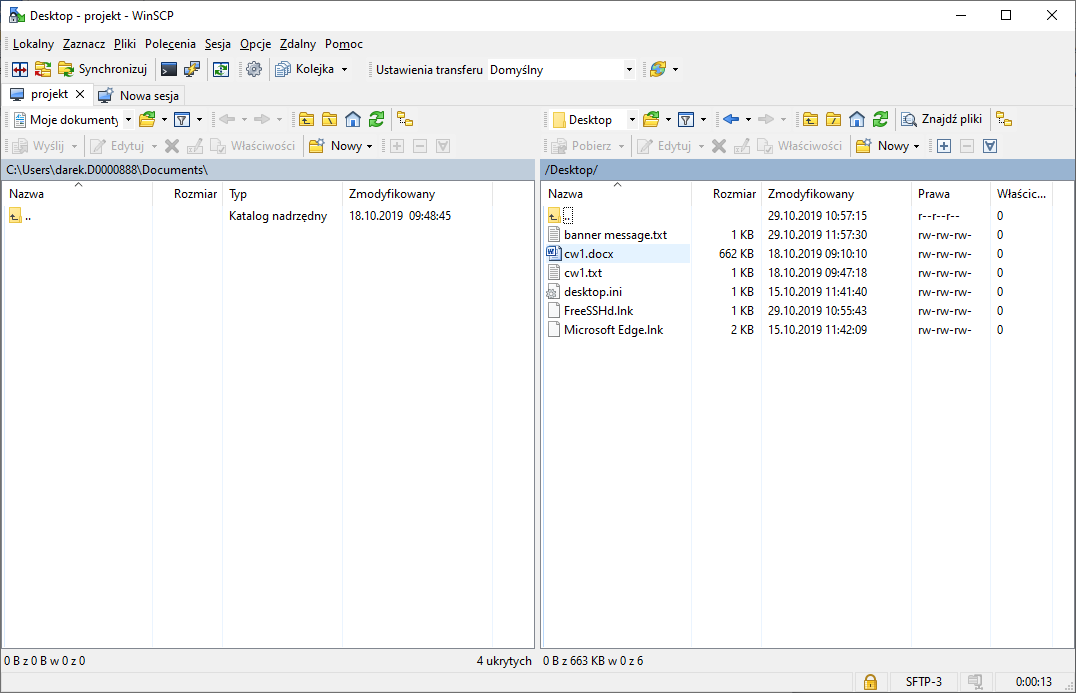 Desktop - projekt - WinSCP
Lokalny Zaznacz Pliki Polecenia Sesja Opcje Zdalny Pomoc
Synchronizuj Kolejka Ustawienia transferu Domyślny
projekt Nowa sesja
Moje dokumenty Desktop Znajdź pliki
Wyślij Edytuj Właściwości Nowy Pobierz Edytuj Właściwości Nowy
C:\Users\darek.D0000888\Documents\ /Desktop/
Nazwa Rozmiar Typ Zmodyfikowany Nazwa Rozmiar Zmodyfikowany Prawa Właścic...
.. Katalog nadrzędny 18.10.2019 09:48:45 .. 29.10.2019 10:57:15 r--r--r-- 0
banner message.txt 1 KB 29.10.2019 11:57:30 rw-rw-rw- 0
cw1.docx 662 KB 18.10.2019 09:10:10 rw-rw-rw- 0
cw1.txt 1 KB 18.10.2019 09:47:18 rw-rw-rw- 0
desktop.ini 1 KB 15.10.2019 11:41:40 rw-rw-rw- 0
FreeSSHd.lnk 1 KB 29.10.2019 10:55:43 rw-rw-rw- 0
Microsoft Edge.lnk 2 KB 15.10.2019 11:42:09 rw-rw-rw- 0
0 B z 0 B w 0 z 0 4 ukrytych 0 B z 663 KB w 0 z 6
SFTP-3 0:00:13